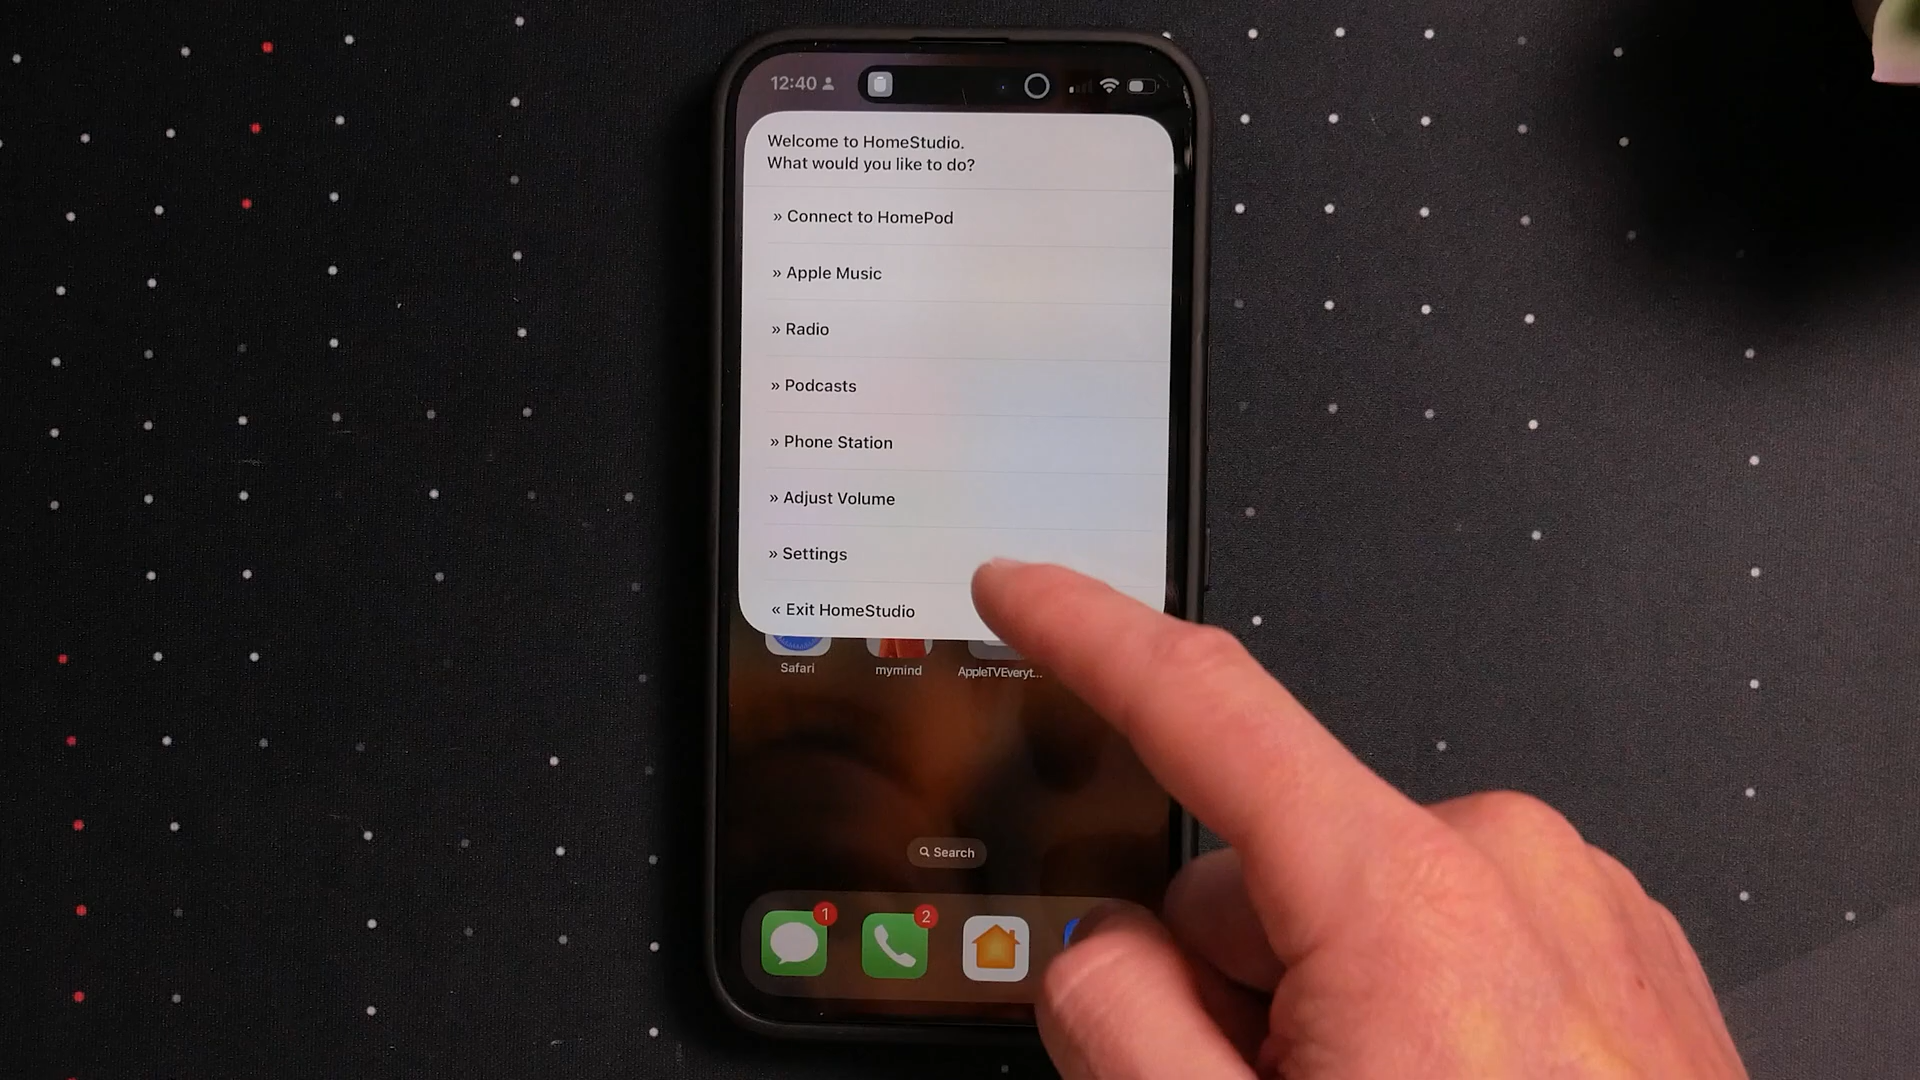 12:40
Welcome to HomeStudio.
What would you like to do?
» Connect to HomePod
» Apple Music
» Radio
» Podcasts
» Phone Station
» Adjust Volume
» Settings
« Exit HomeStudio
Safari
mymind
AppleTVEveryt...
Search
1
2